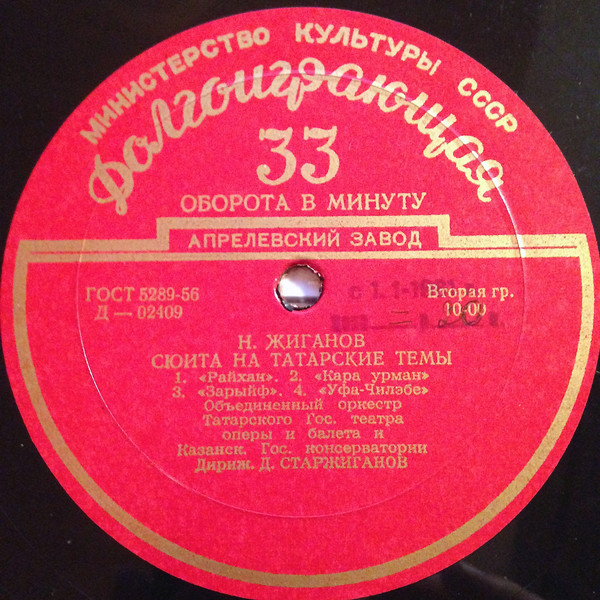 МИНИСТЕРСТВО КУЛЬТУРЫ СССР
Долгоиграющая
33
ОБОРОТА В МИНУТУ
АПРЕЛЕВСКИЙ ЗАВОД
ГОСТ 5289-56
Д — 02409
Вторая гр.
10-00
с 1.1-
Н. ЖИГАНОВ
СЮИТА НА ТАТАРСКИЕ ТЕМЫ
1. «Райхан». 2. «Кара урман»
3. «Зарыйф». 4. «Уфа-Чилэбе»
Объединенный оркестр
Татарского Гос. театра
оперы и балета и
Казанск. Гос. консерватории
Дириж. Д. СТАРЖИГАНОВ